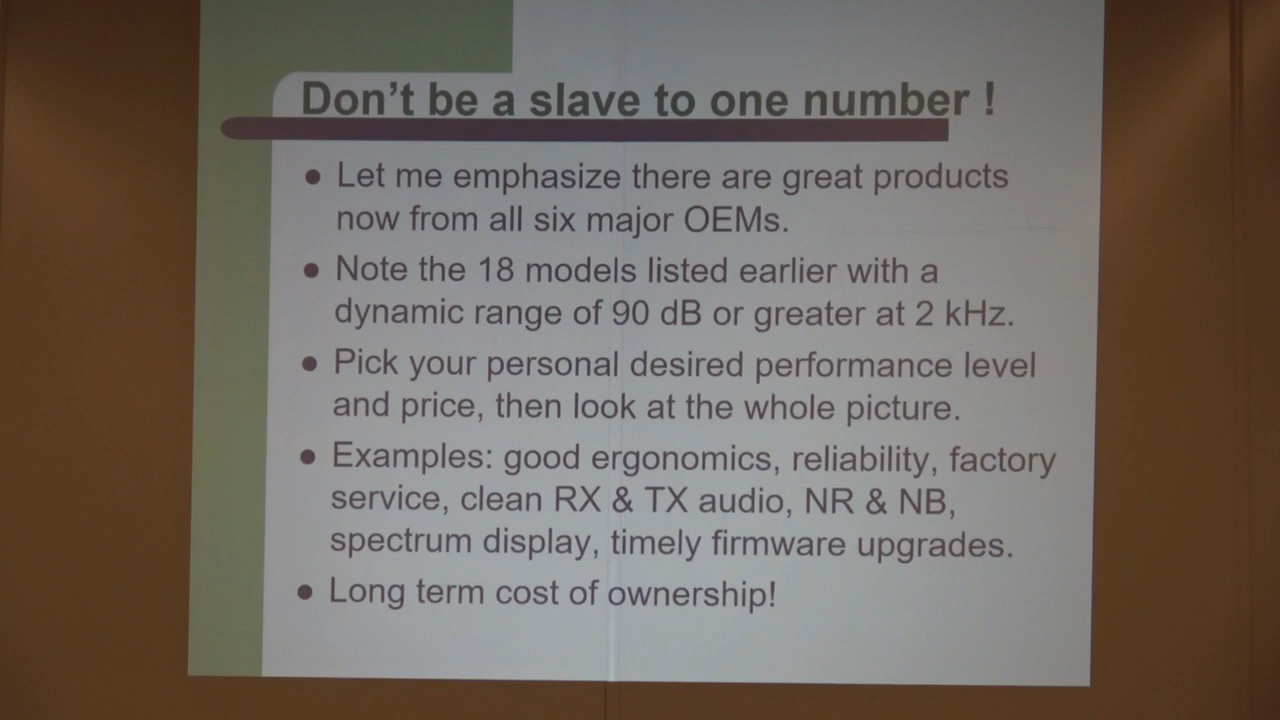 Don't be a slave to one number !
● Let me emphasize there are great products
now from all six major OEMs.
● Note the 18 models listed earlier with a
dynamic range of 90 dB or greater at 2 kHz.
● Pick your personal desired performance level
and price, then look at the whole picture.
● Examples: good ergonomics, reliability, factory
service, clean RX & TX audio, NR & NB,
spectrum display, timely firmware upgrades.
● Long term cost of ownership!